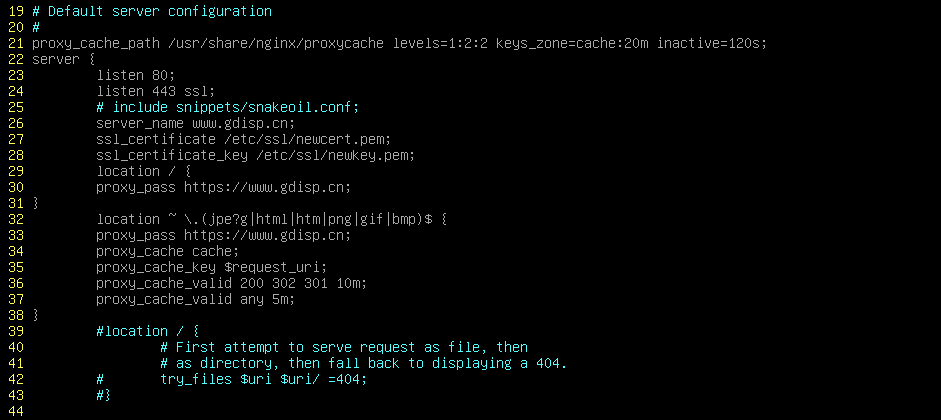 19 # Default server configuration
20 #
21 proxy_cache_path /usr/share/nginx/proxycache levels=1:2:2 keys_zone=cache:20m inactive=120s;
22 server {
23         listen 80;
24         listen 443 ssl;
25         # include snippets/snakeoil.conf;
26         server_name www.gdisp.cn;
27         ssl_certificate /etc/ssl/newcert.pem;
28         ssl_certificate_key /etc/ssl/newkey.pem;
29         location / {
30         proxy_pass https://www.gdisp.cn;
31 }
32         location ~ \.(jpe?g|html|htm|png|gif|bmp)$ {
33         proxy_pass https://www.gdisp.cn;
34         proxy_cache cache;
35         proxy_cache_key $request_uri;
36         proxy_cache_valid 200 302 301 10m;
37         proxy_cache_valid any 5m;
38 }
39         #location / {
40                 # First attempt to serve request as file, then
41                 # as directory, then fall back to displaying a 404.
42         #       try_files $uri $uri/ =404;
43         #}
44